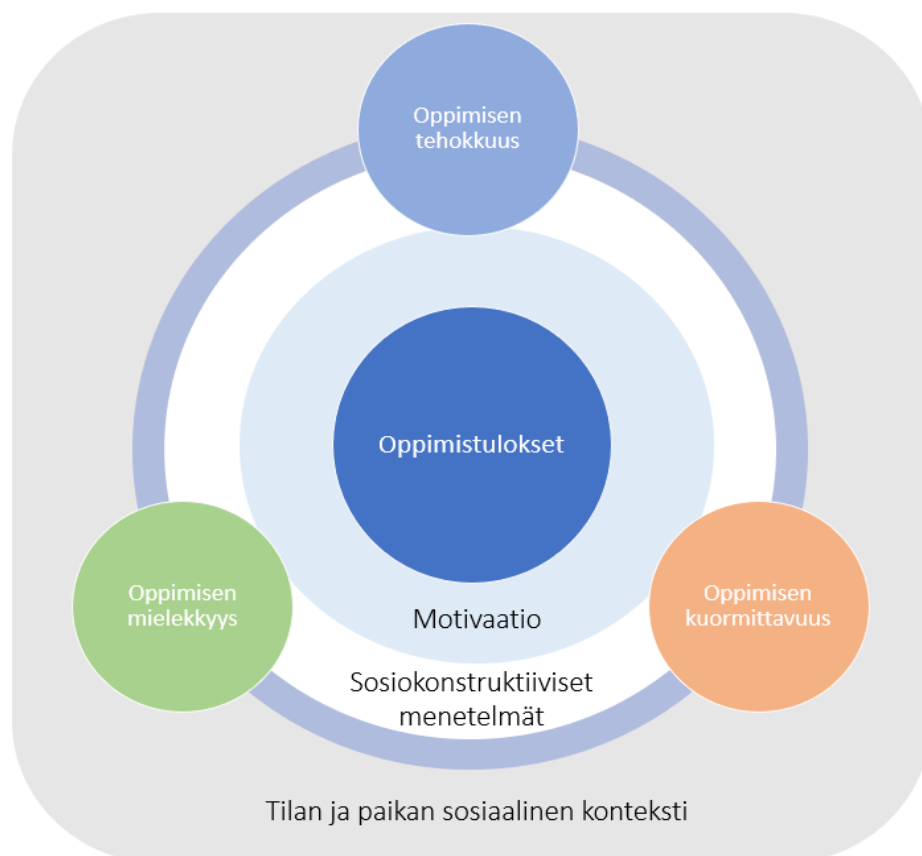 Oppimisen
tehokkuus
Oppimistulokset
Oppimisen
mielekkyys
Oppimisen
kuormittavuus
Motivaatio
Sosiokonstruktiiviset
menetelmät
Tilan ja paikan sosiaalinen konteksti